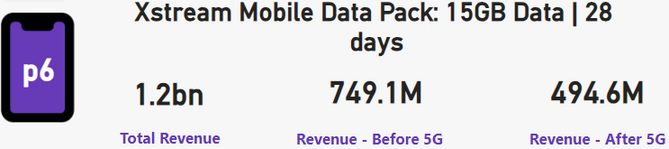 Xstream Mobile Data Pack: 15GB Data | 28
days
p6
1.2bn
749.1M
494.6M
Total Revenue
Revenue - Before 5G
Revenue - After 5G